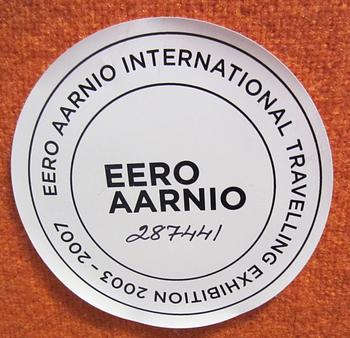 EERO AARNIO INTERNATIONAL TRAVELLING EXHIBITION 2003 - 2007
EERO
AARNIO
287441